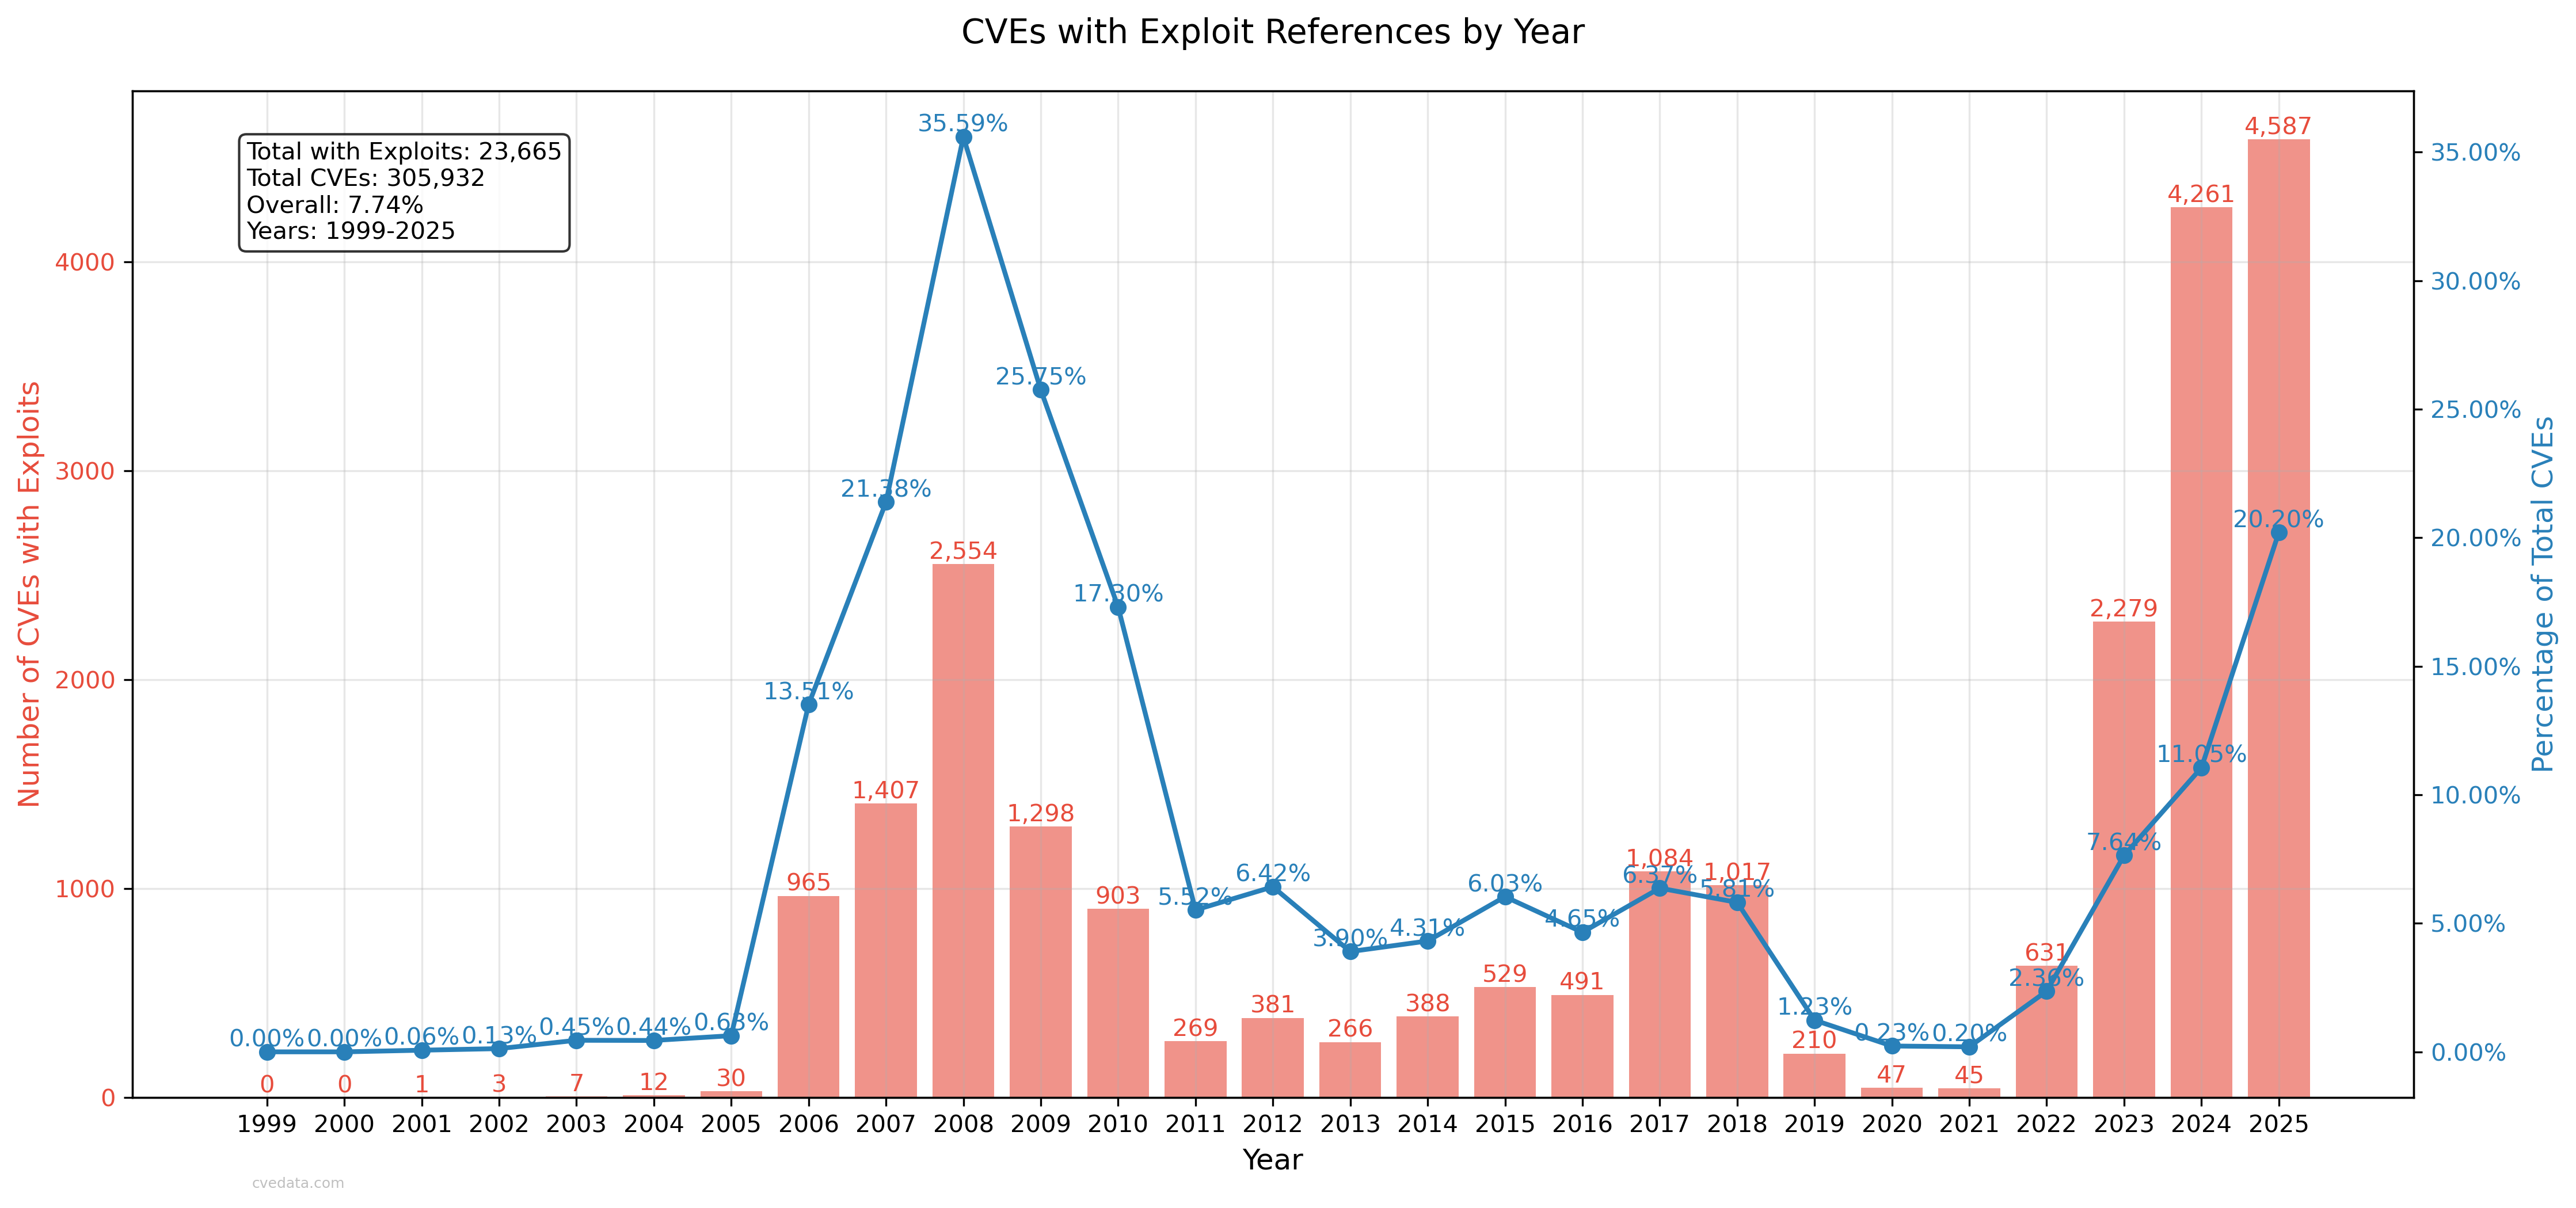 CVEs with Exploit References by Year
Total with Exploits: 23,665
Total CVEs: 305,932
Overall: 7.74%
Years: 1999-2025
Number of CVEs with Exploits
4000
3000
2000
1000
0
Percentage of Total CVEs
35.00%
30.00%
25.00%
20.00%
15.00%
10.00%
5.00%
0.00%
0.00% 0.00% 0.06% 0.13% 0.45% 0.44% 0.63% 13.51% 21.38% 35.59% 25.75% 17.30% 5.52% 6.42% 3.90% 4.31% 6.03% 4.65% 6.37% 5.81% 1.23% 0.23% 0.20% 2.36% 7.64% 11.05% 20.20%
0 0 1 3 7 12 30 965 1,407 2,554 1,298 903 269 381 266 388 529 491 1,084 1,017 210 47 45 631 2,279 4,261 4,587
1999 2000 2001 2002 2003 2004 2005 2006 2007 2008 2009 2010 2011 2012 2013 2014 2015 2016 2017 2018 2019 2020 2021 2022 2023 2024 2025
Year
cvedata.com